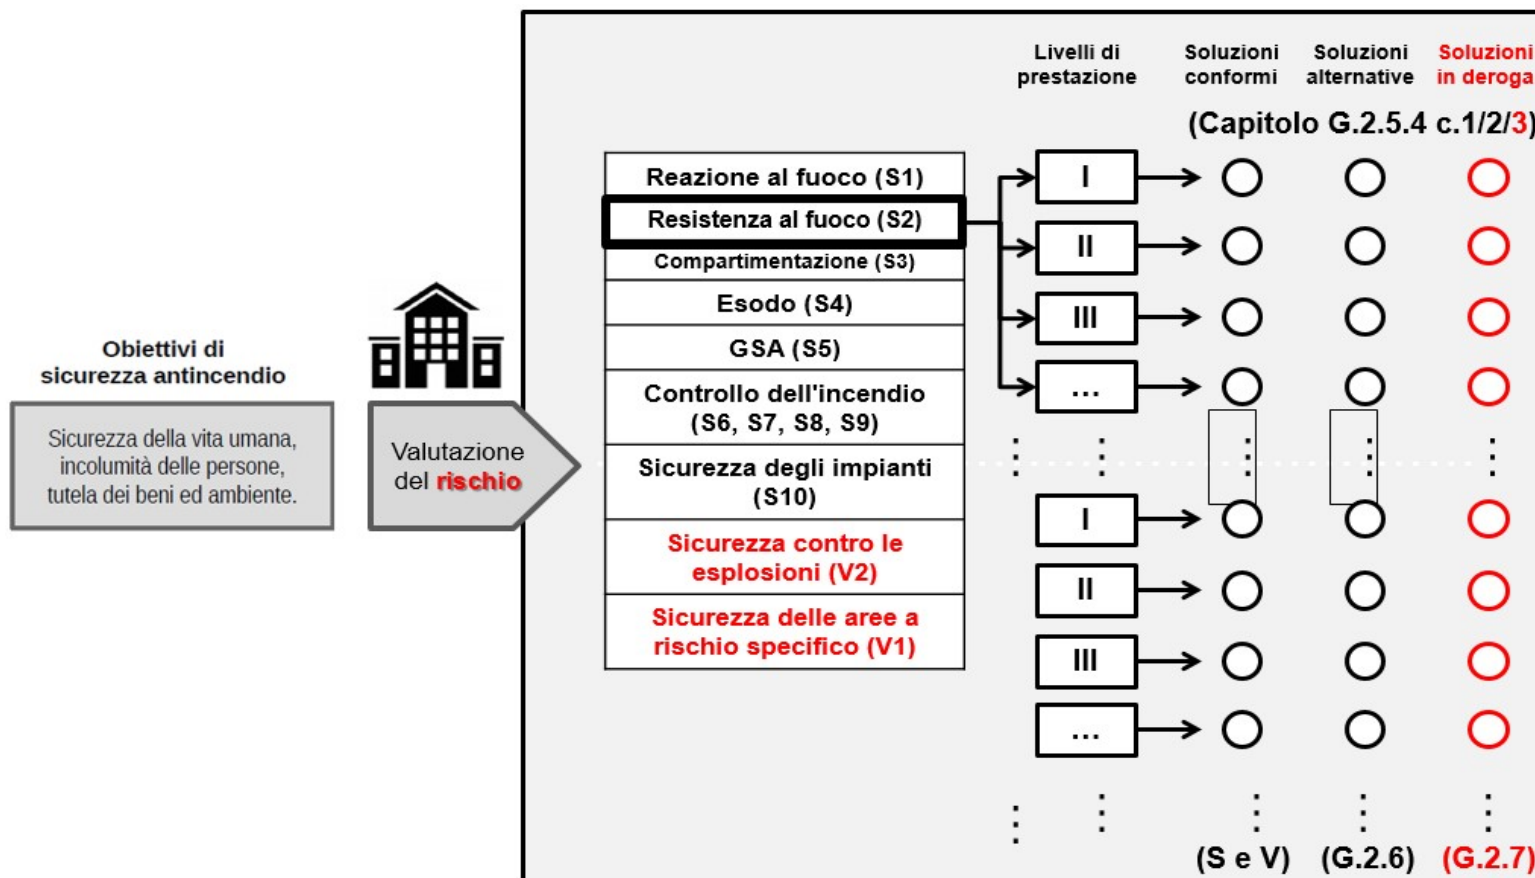 Obiettivi di
sicurezza antincendio
Sicurezza della vita umana,
incolumità delle persone,
tutela dei beni ed ambiente.
Valutazione
del rischio
Reazione al fuoco (S1)
Resistenza al fuoco (S2)
Compartimentazione (S3)
Esodo (S4)
GSA (S5)
Controllo dell'incendio
(S6, S7, S8, S9)
Sicurezza degli impianti
(S10)
Sicurezza contro le
esplosioni (V2)
Sicurezza delle aree a
rischio specifico (V1)
Livelli di
prestazione
Soluzioni
conformi
Soluzioni
alternative
Soluzioni
in deroga
(Capitolo G.2.5.4 c.1/2/3)
I
II
III
...
I
II
III
...
(S e V)
(G.2.6)
(G.2.7)